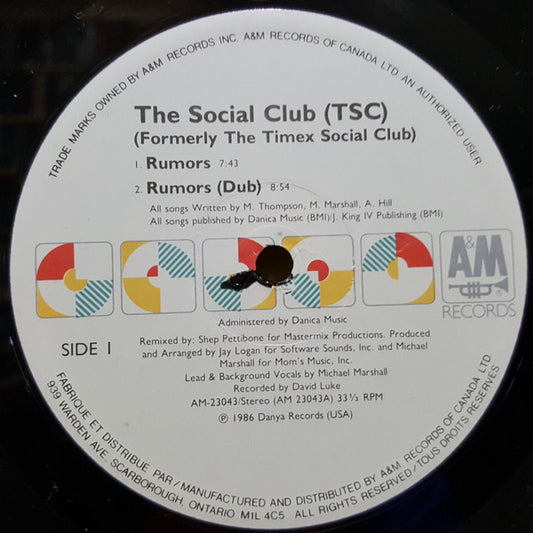 TRADE MARKS OWNED BY A&M RECORDS INC. A&M RECORDS OF CANADA LTD AN AUTHORIZED USER
The Social Club (TSC)
(Formerly The Timex Social Club)
1. Rumors 7:43
2. Rumors (Dub) 8:54
All songs Written by M. Thompson, M. Marshall, A. Hill
All songs published by Danica Music (BMI)/J. King IV Publishing (BMI)
A&M
RECORDS
Administered by Danica Music
SIDE 1
Remixed by: Shep Pettibone for Mastermix Productions. Produced
and Arranged by Jay Logan for Software Sounds, Inc. and Michael
Marshall for Mom's Music, Inc.
Lead & Background Vocals by Michael Marshall
Recorded by David Luke
AM-23043/Stereo (AM 23043A) 33⅓ RPM
℗ 1986 Danya Records (USA)
FABRIQUE ET DISTRIBUE PAR/MANUFACTURED AND DISTRIBUTED BY A&M RECORDS OF CANADA LTD
939 WARDEN AVE. SCARBOROUGH, ONTARIO M1L 4C5 ALL RIGHTS RESERVED/TOUS DROITS RESERVES